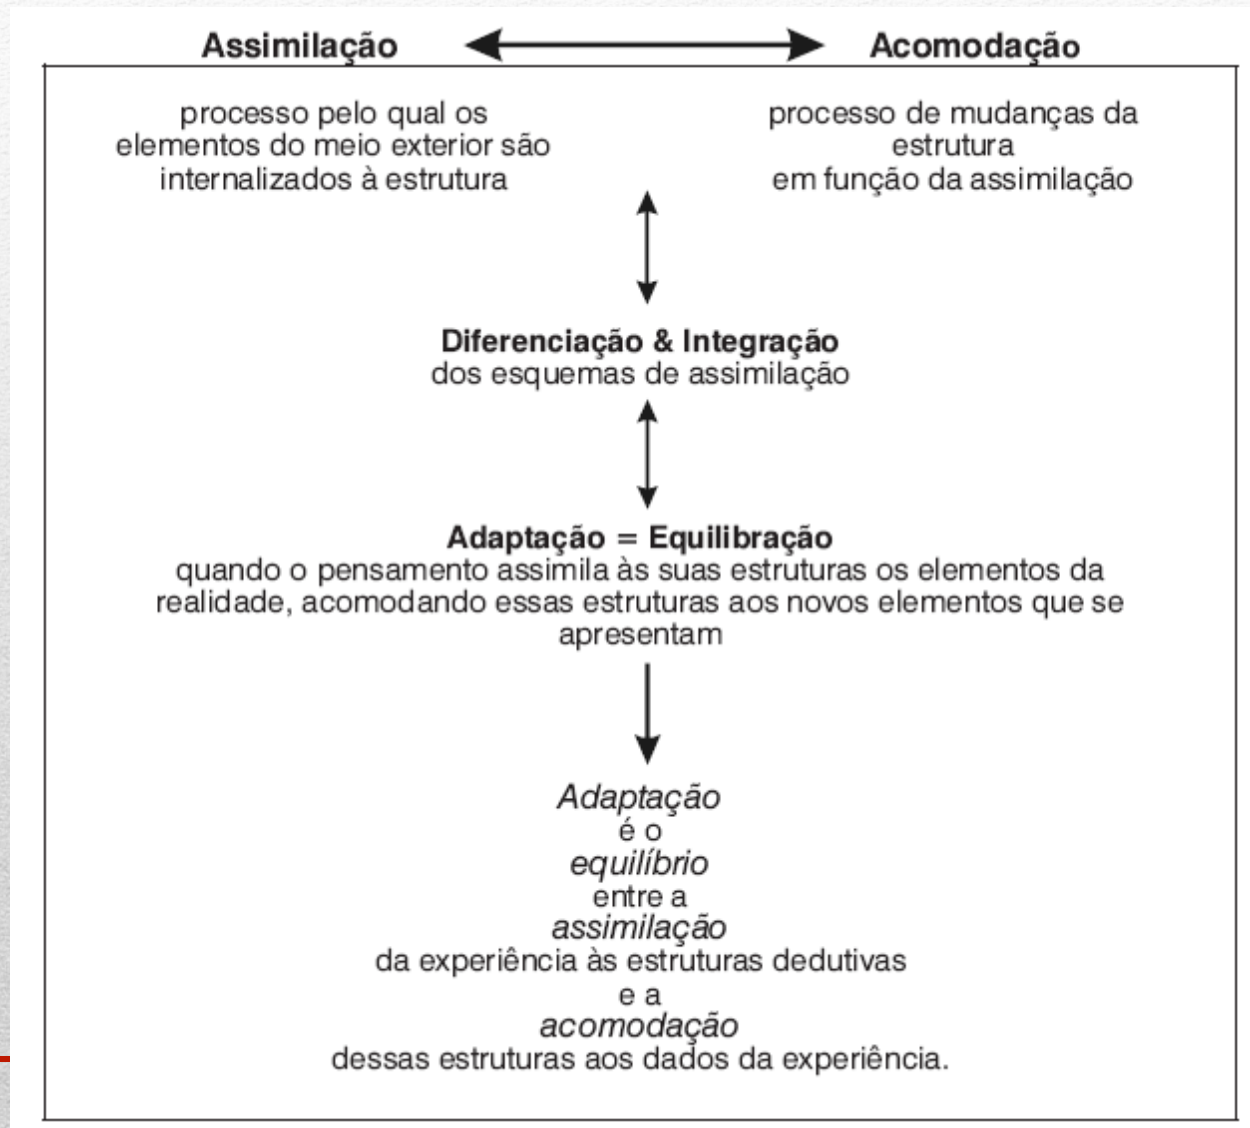 Assimilação
Acomodação
processo pelo qual os
elementos do meio exterior são
internalizados à estrutura
processo de mudanças da
estrutura
em função da assimilação
Diferenciação & Integração
dos esquemas de assimilação
Adaptação = Equilibração
quando o pensamento assimila às suas estruturas os elementos da
realidade, acomodando essas estruturas aos novos elementos que se
apresentam
Adaptação
é o
equilíbrio
entre a
assimilação
da experiência às estruturas dedutivas
e a
acomodação
dessas estruturas aos dados da experiência.